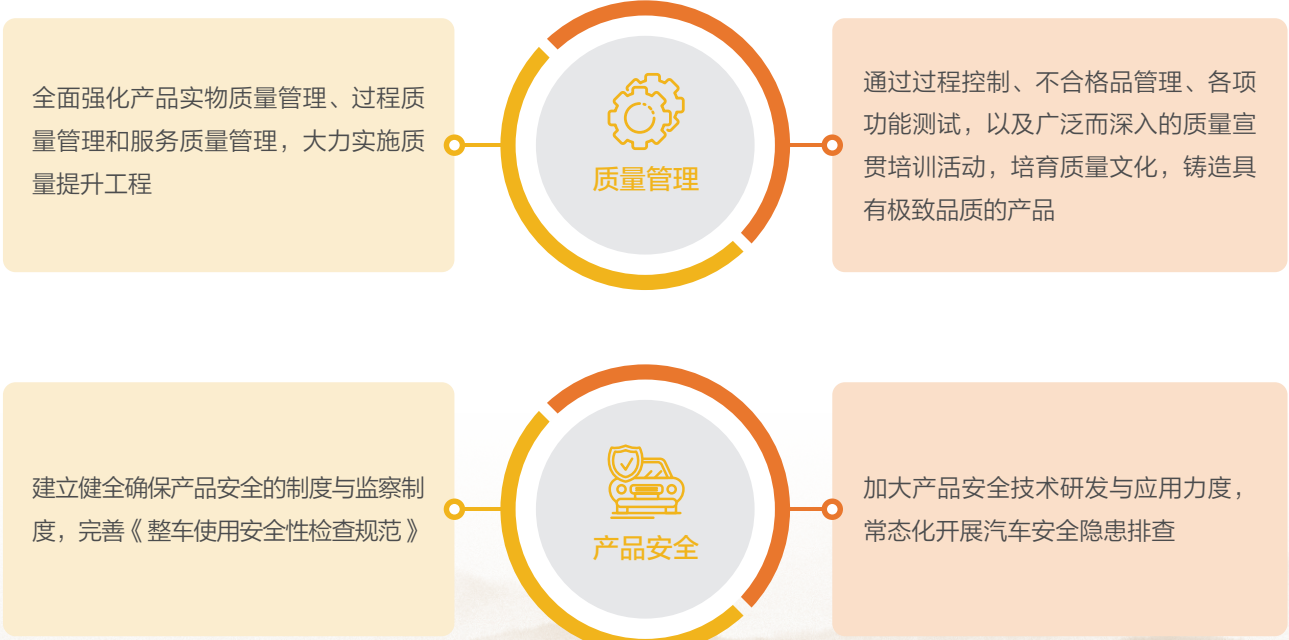 全面强化产品实物质量管理、过程质
量管理和服务质量管理，大力实施质
量提升工程
质量管理
通过过程控制、不合格品管理、各项
功能测试，以及广泛而深入的质量宣
贯培训活动，培育质量文化，铸造具
有极致品质的产品
建立健全确保产品安全的制度与监察制
度，完善《整车使用安全性检查规范》
产品安全
加大产品安全技术研发与应用力度，
常态化开展汽车安全隐患排查